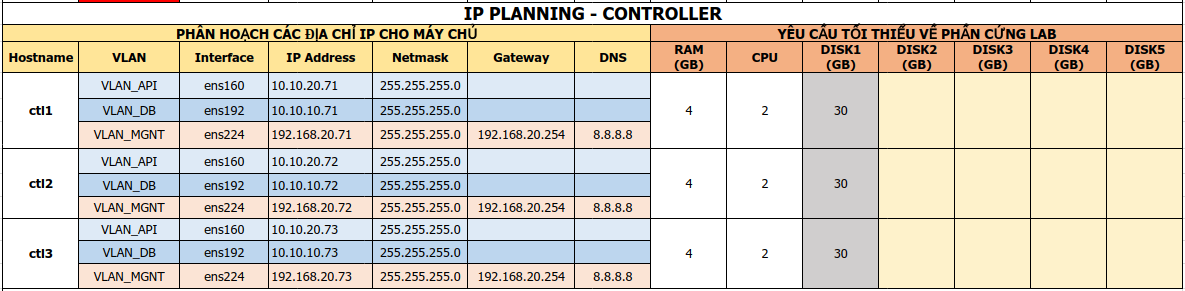 IP PLANNING - CONTROLLER
PHÂN HOẠCH CÁC ĐỊA CHỈ IP CHO MÁY CHỦ YÊU CẦU TỐI THIỂU VỀ PHẦN CỨNG LAB
Hostname VLAN Interface IP Address Netmask Gateway DNS RAM (GB) CPU DISK1 (GB) DISK2 (GB) DISK3 (GB) DISK4 (GB) DISK5 (GB)
VLAN_API ens160 10.10.20.71 255.255.255.0
ctl1 VLAN_DB ens192 10.10.10.71 255.255.255.0 4 2 30
VLAN_MGNT ens224 192.168.20.71 255.255.255.0 192.168.20.254 8.8.8.8
VLAN_API ens160 10.10.20.72 255.255.255.0
ctl2 VLAN_DB ens192 10.10.10.72 255.255.255.0 4 2 30
VLAN_MGNT ens224 192.168.20.72 255.255.255.0 192.168.20.254 8.8.8.8
VLAN_API ens160 10.10.20.73 255.255.255.0
ctl3 VLAN_DB ens192 10.10.10.73 255.255.255.0 4 2 30
VLAN_MGNT ens224 192.168.20.73 255.255.255.0 192.168.20.254 8.8.8.8